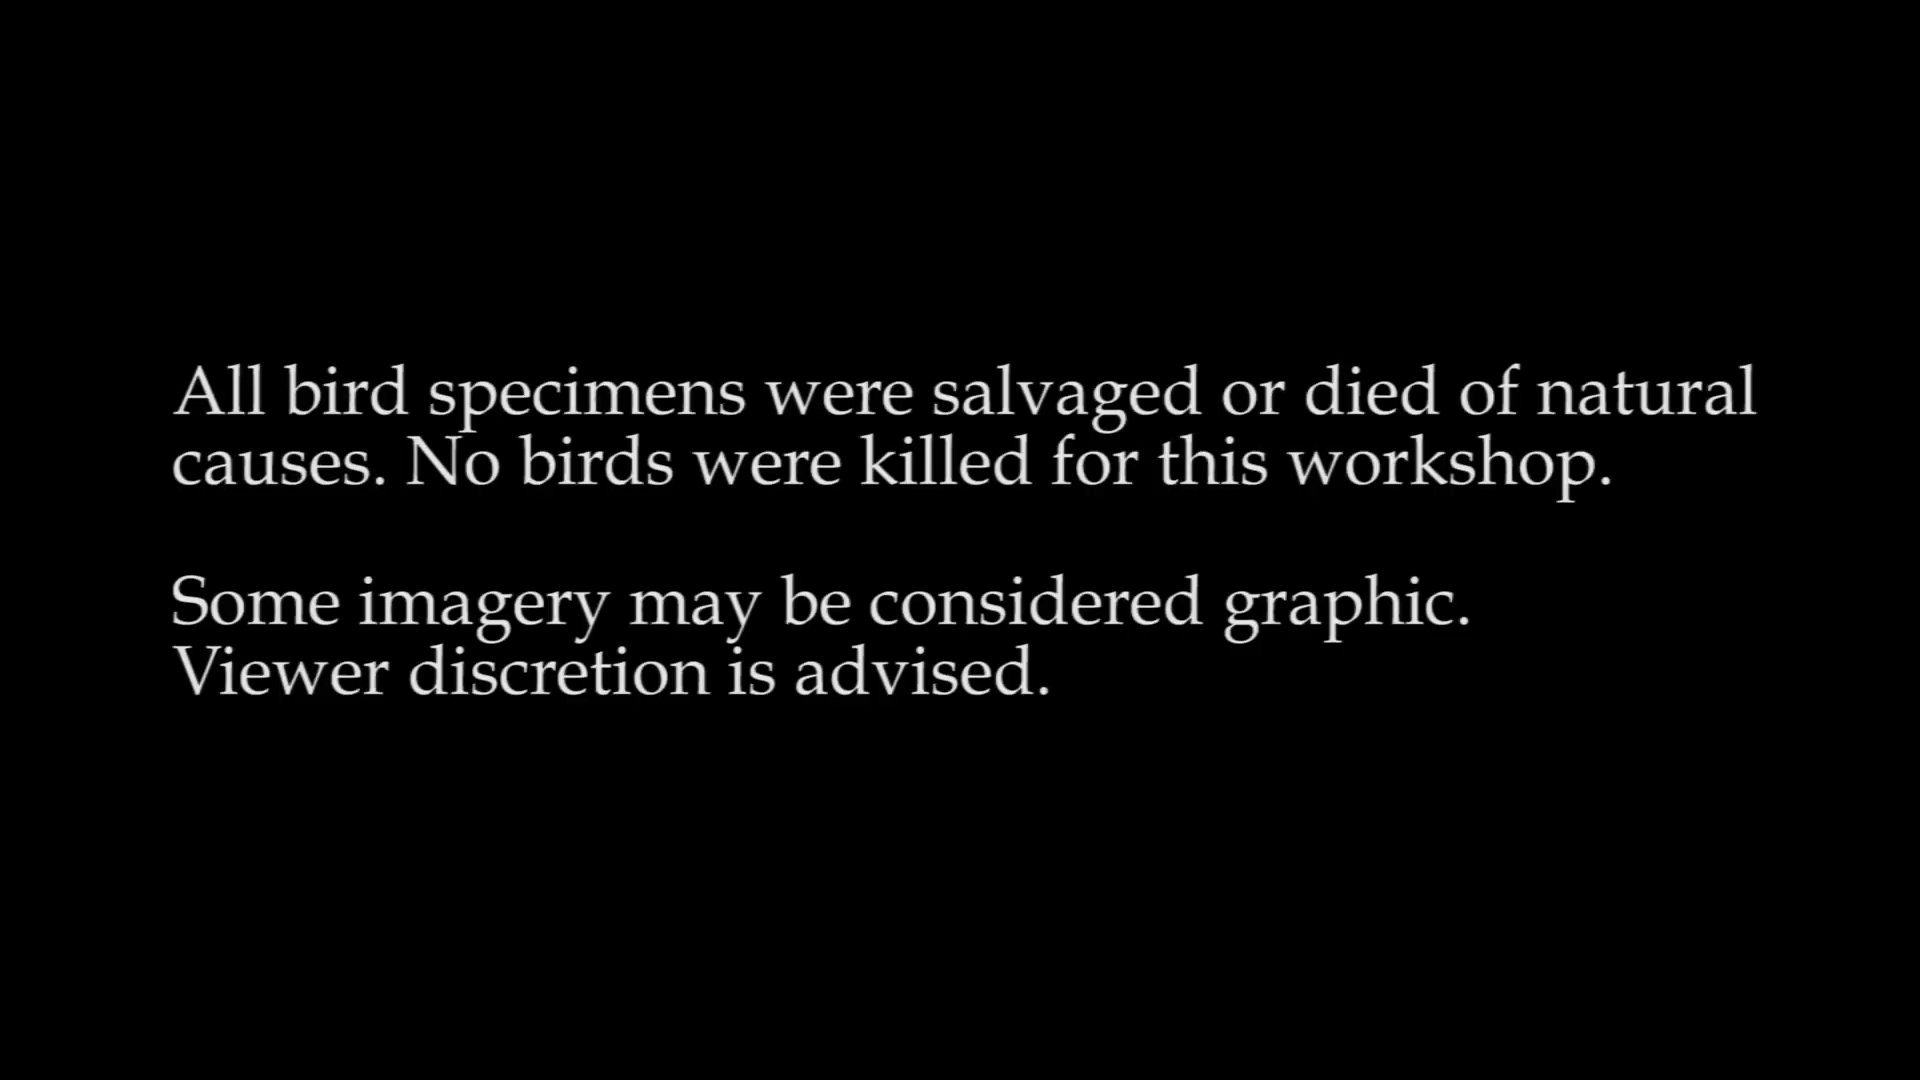 All bird specimens were salvaged or died of natural
causes. No birds were killed for this workshop.
Some imagery may be considered graphic.
Viewer discretion is advised.